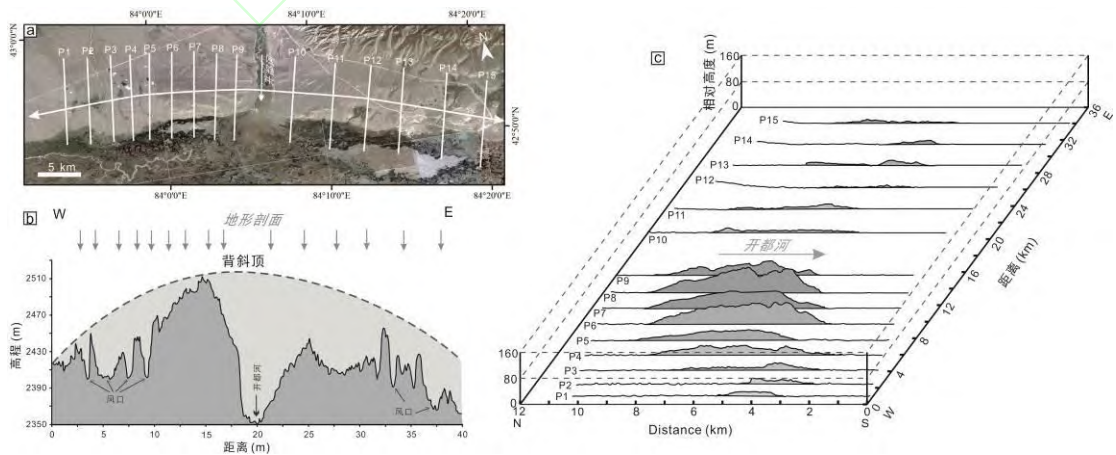 a
84°0'0"E
84°10'0"E
84°20'0"E
43°0'N
P1 P2 P3 P4 P5 P6 P7 P8 P9 P10 P11 P12 P13 P14 P15
N
42°50'0"N
5 km
84°0'0"E
84°10'0"E
84°20'0"E
b
W
地形剖面
E
背斜顶
高程 (m)
2510
2470
2430
2390
2350
风口
开都河
风口
0 5 10 15 20 25 30 35 40
距离 (m)
c
相对高度 (m)
160
80
0
P15
P14
P13
P12
P11
P10
开都河
P9
P8
P7
P6
P5
P4
P3
P2
P1
160
80
0
12 10 8 6 4 2 0
N
Distance (km)
S
W
0 4 8 12 16 20 24 28 32 36
E
距离 (km)